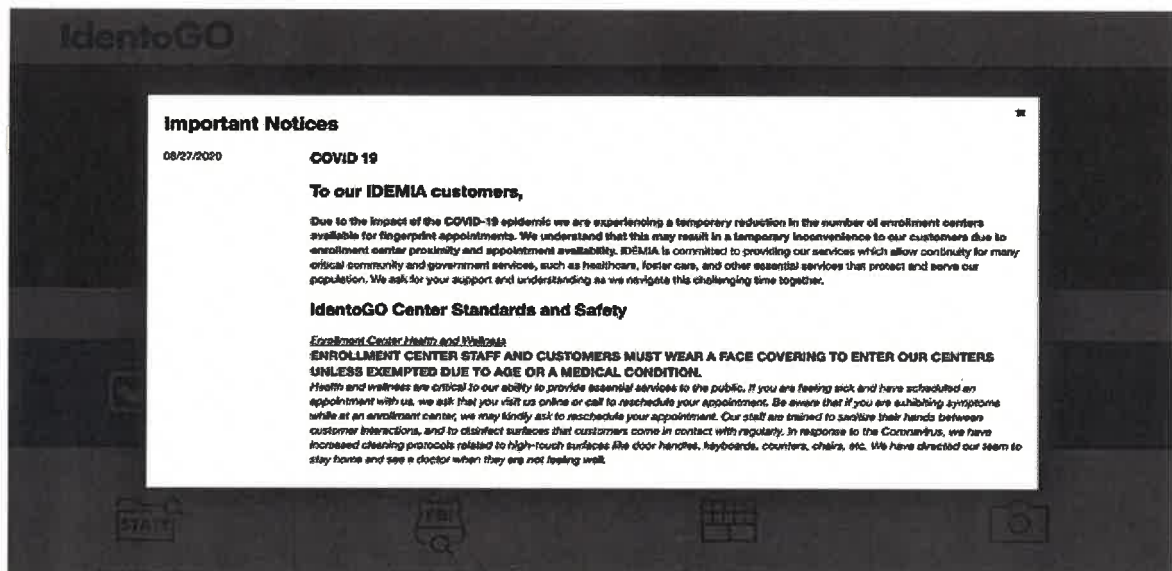 IdentoGO
Important Notices
08/27/2020
COVID 19
To our IDEMIA customers,
Due to the impact of the COVID-19 epidemic we are experiencing a temporary reduction in the number of enrollment centers
available for fingerprint appointments. We understand that this may result in a temporary inconvenience to our customers due to
enrollment center proximity and appointment availability. IDEMIA is committed to providing our services which allow continuity for many
critical community and government services, such as healthcare, foster care, and other essential services that protect and serve our
population. We ask for your support and understanding as we navigate this challenging time together.
IdentoGO Center Standards and Safety
Enrollment Center Health and Wellness
ENROLLMENT CENTER STAFF AND CUSTOMERS MUST WEAR A FACE COVERING TO ENTER OUR CENTERS
UNLESS EXEMPTED DUE TO AGE OR A MEDICAL CONDITION.
Health and wellness are critical to our ability to provide essential services to the public. If you are feeling sick and have scheduled an
appointment with us, we ask that you visit us online or call to reschedule your appointment. Be aware that if you are exhibiting symptoms
while at an enrollment center, we may kindly ask to reschedule your appointment. Our staff are trained to sanitize their hands between
customer interactions, and to disinfect surfaces that customers come in contact with regularly. In response to the Coronavirus, we have
increased cleaning protocols related to high-touch surfaces like door handles, keyboards, counters, chairs, etc. We have directed our team to
stay home and see a doctor when they are not feeling well.
STATE
FBI